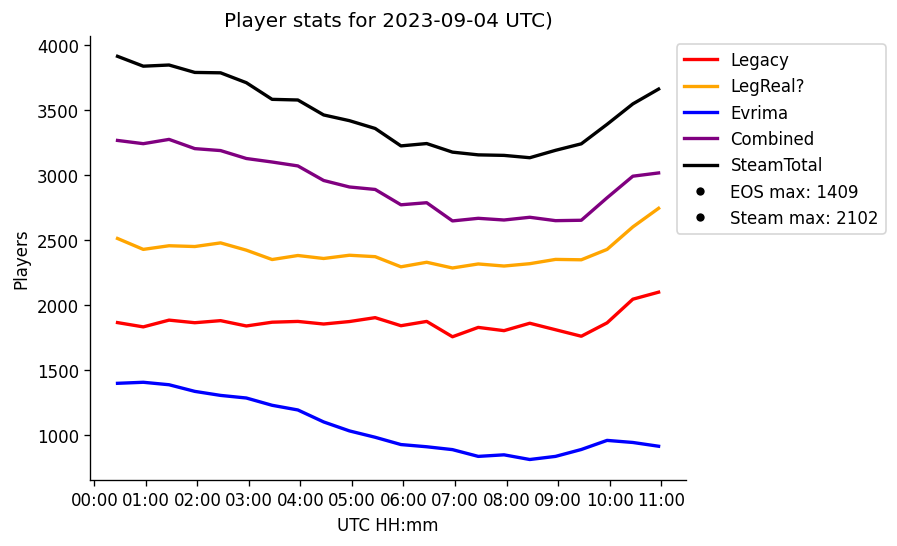 Player stats for 2023-09-04 UTC)
4000
3500
3000
2500
2000
1500
1000
Players
00:00 01:00 02:00 03:00 04:00 05:00 06:00 07:00 08:00 09:00 10:00 11:00
UTC HH:mm
Legacy
LegReal?
Evrima
Combined
SteamTotal
EOS max: 1409
Steam max: 2102